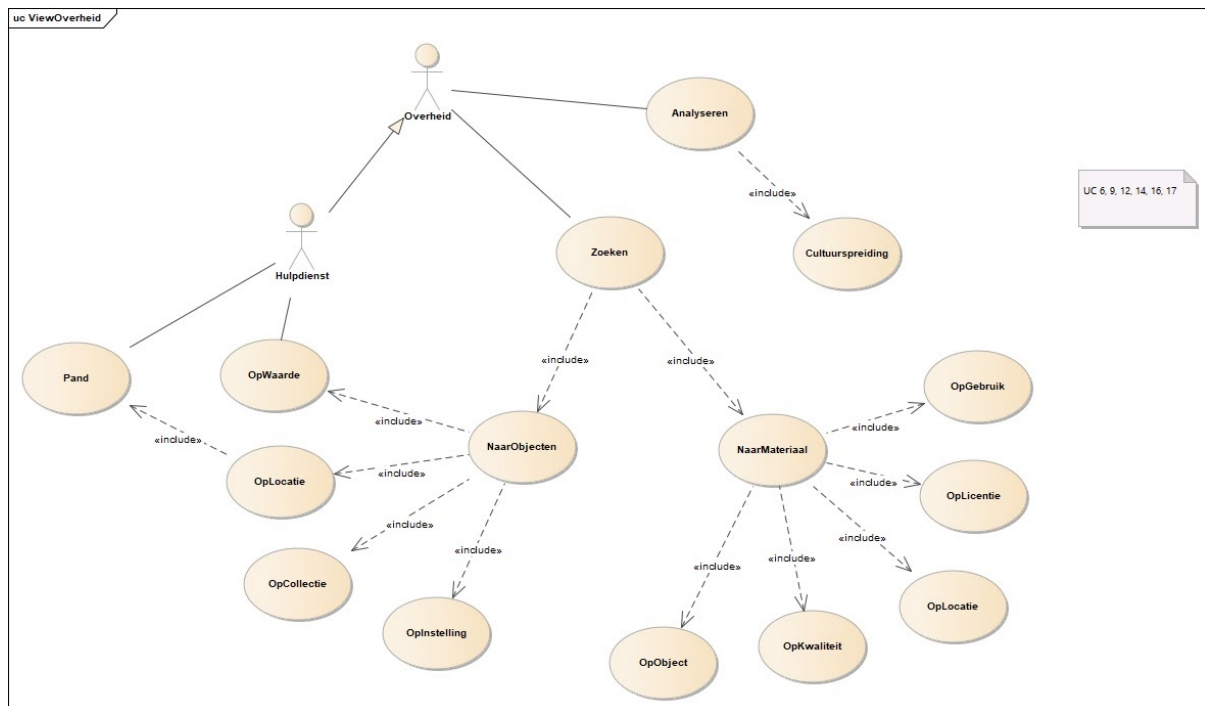 uc ViewOverheid
Overheid
Analyseren
«include»
UC 6, 9, 12, 14, 16, 17
Hulpdienst
Zoeken
Cultuurspreiding
«include»
«include»
Pand
OpWaarde
OpGebruik
«include»
«include»
«include»
NaarObjecten
NaarMateriaal
«include»
OpLocatie
«include»
OpLicentie
«include»
«include»
«include»
«include»
«include»
OpCollectie
OpLocatie
OpInstelling
OpKwaliteit
OpObject